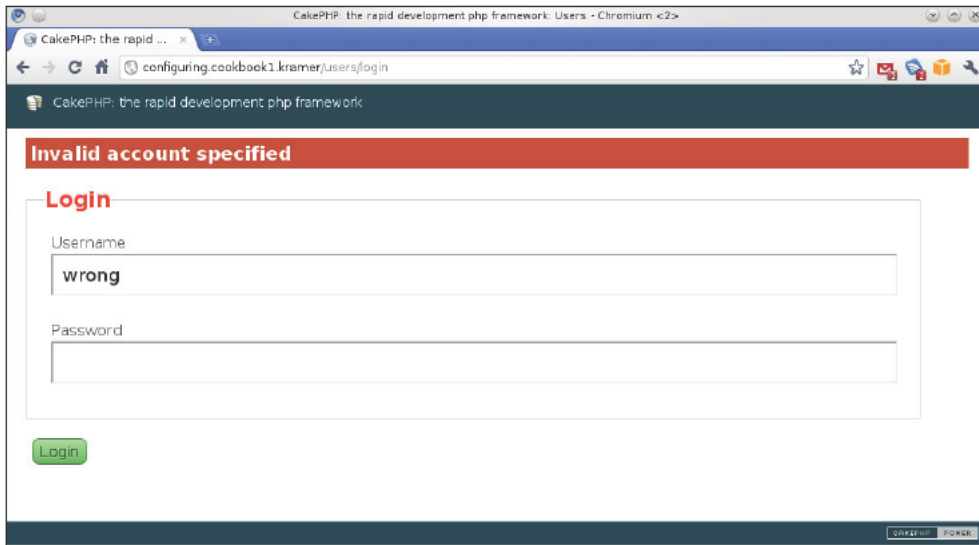 CakePHP: the rapid development php framework: Users - Chromium <2>
CakePHP: the rapid ...
configuring.cookbook1.kramer/users/login
CakePHP: the rapid development php framework
Invalid account specified
Login
Username
wrong
Password
Login
CAKEPHP POWER